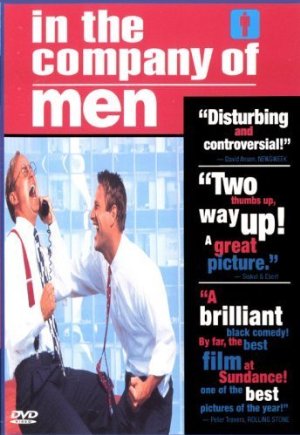 in the
company of
men
“Disturbing
and
controversial!”
— David Ansen, NEWSWEEK
“Two
thumbs up,
way up!
A great
picture.”
— Siskel & Ebert
“A
brilliant
black comedy!
By far, the best
film at
Sundance!
one of the best
pictures of the year!”
— Peter Travers, ROLLING STONE
DVD
VIDEO